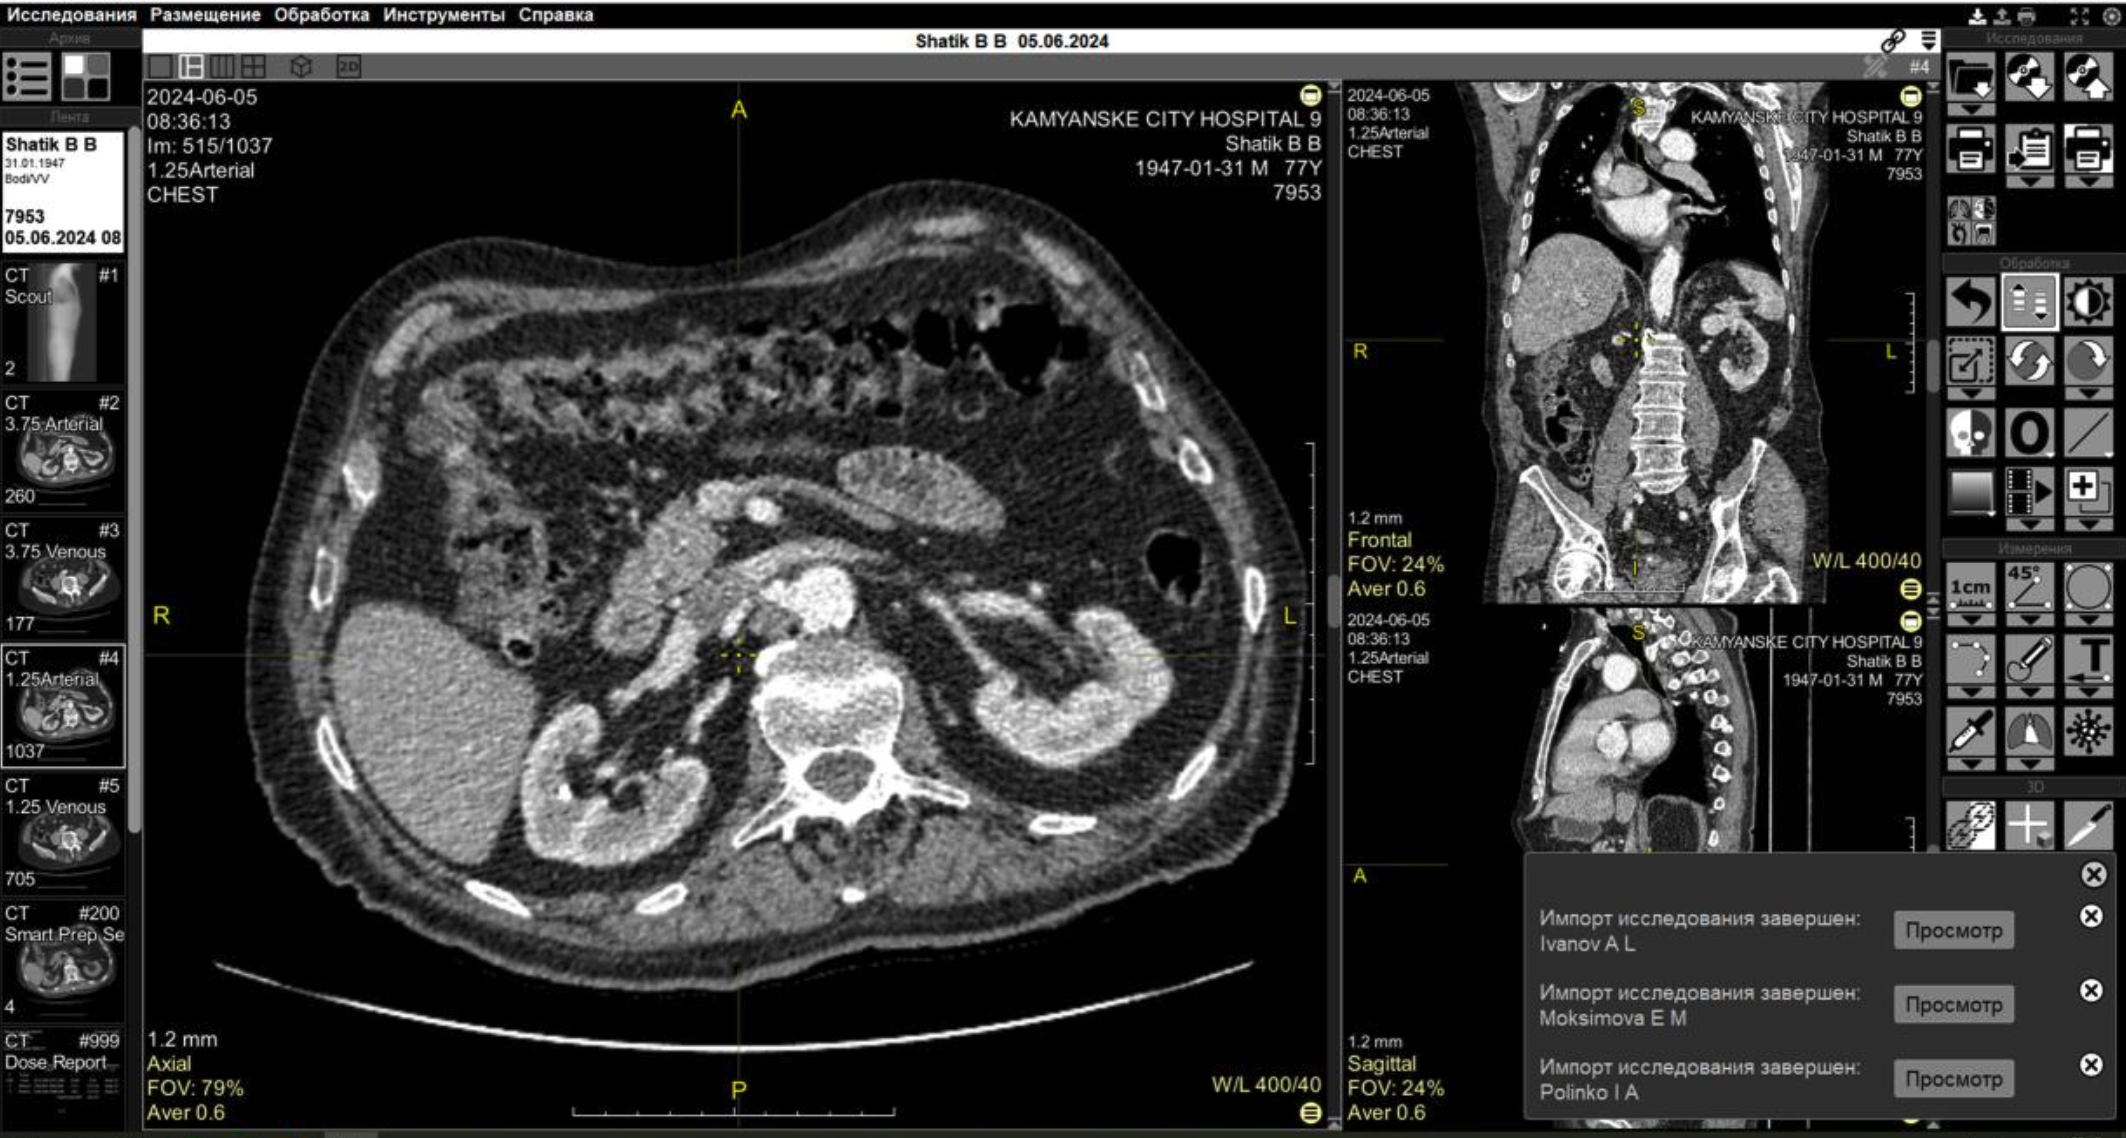 Исследования Размещение Обработка Инструменты Справка
Архив
Лента
Shatik B B
31.01.1947
Bodi/VV
7953
05.06.2024 08
CT #1
Scout
2
CT #2
3.75 Arterial
260
CT #3
3.75 Venous
177
CT #4
1.25Arterial
1037
CT #5
1.25 Venous
705
CT #200
Smart Prep Se
4
CT #999
Dose Report
Shatik B B 05.06.2024
2D
#4
2024-06-05
08:36:13
Im: 515/1037
1.25Arterial
CHEST
A
KAMYANSKE CITY HOSPITAL 9
Shatik B B
1947-01-31 M 77Y
7953
R
L
1.2 mm
Axial
FOV: 79%
Aver 0.6
P
W/L 400/40
2024-06-05
08:36:13
1.25Arterial
CHEST
S
KAMYANSKE CITY HOSPITAL 9
Shatik B B
1947-01-31 M 77Y
7953
R
L
1.2 mm
Frontal
FOV: 24%
Aver 0.6
I
W/L 400/40
2024-06-05
08:36:13
1.25Arterial
CHEST
S
KAMYANSKE CITY HOSPITAL 9
Shatik B B
1947-01-31 M 77Y
7953
A
1.2 mm
Sagittal
FOV: 24%
Aver 0.6
Исследования
Обработка
Измерения
1cm
45°
T
3D
Импорт исследования завершен:
Ivanov A L
Просмотр
Импорт исследования завершен:
Moksimova E M
Просмотр
Импорт исследования завершен:
Polinko I A
Просмотр